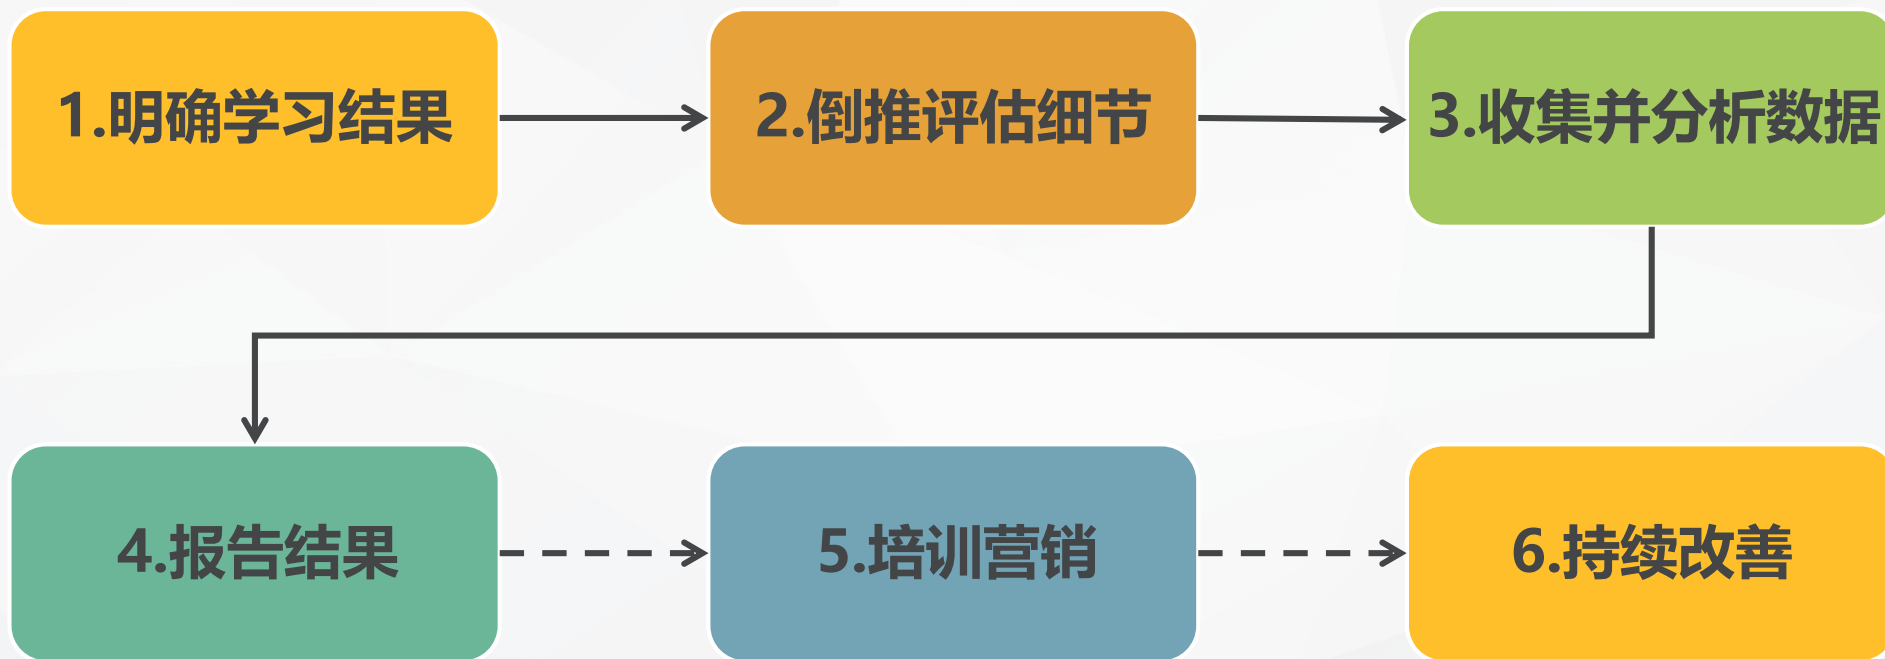 1.明确学习结果
2.倒推评估细节
3.收集并分析数据
4.报告结果
5.培训营销
6.持续改善